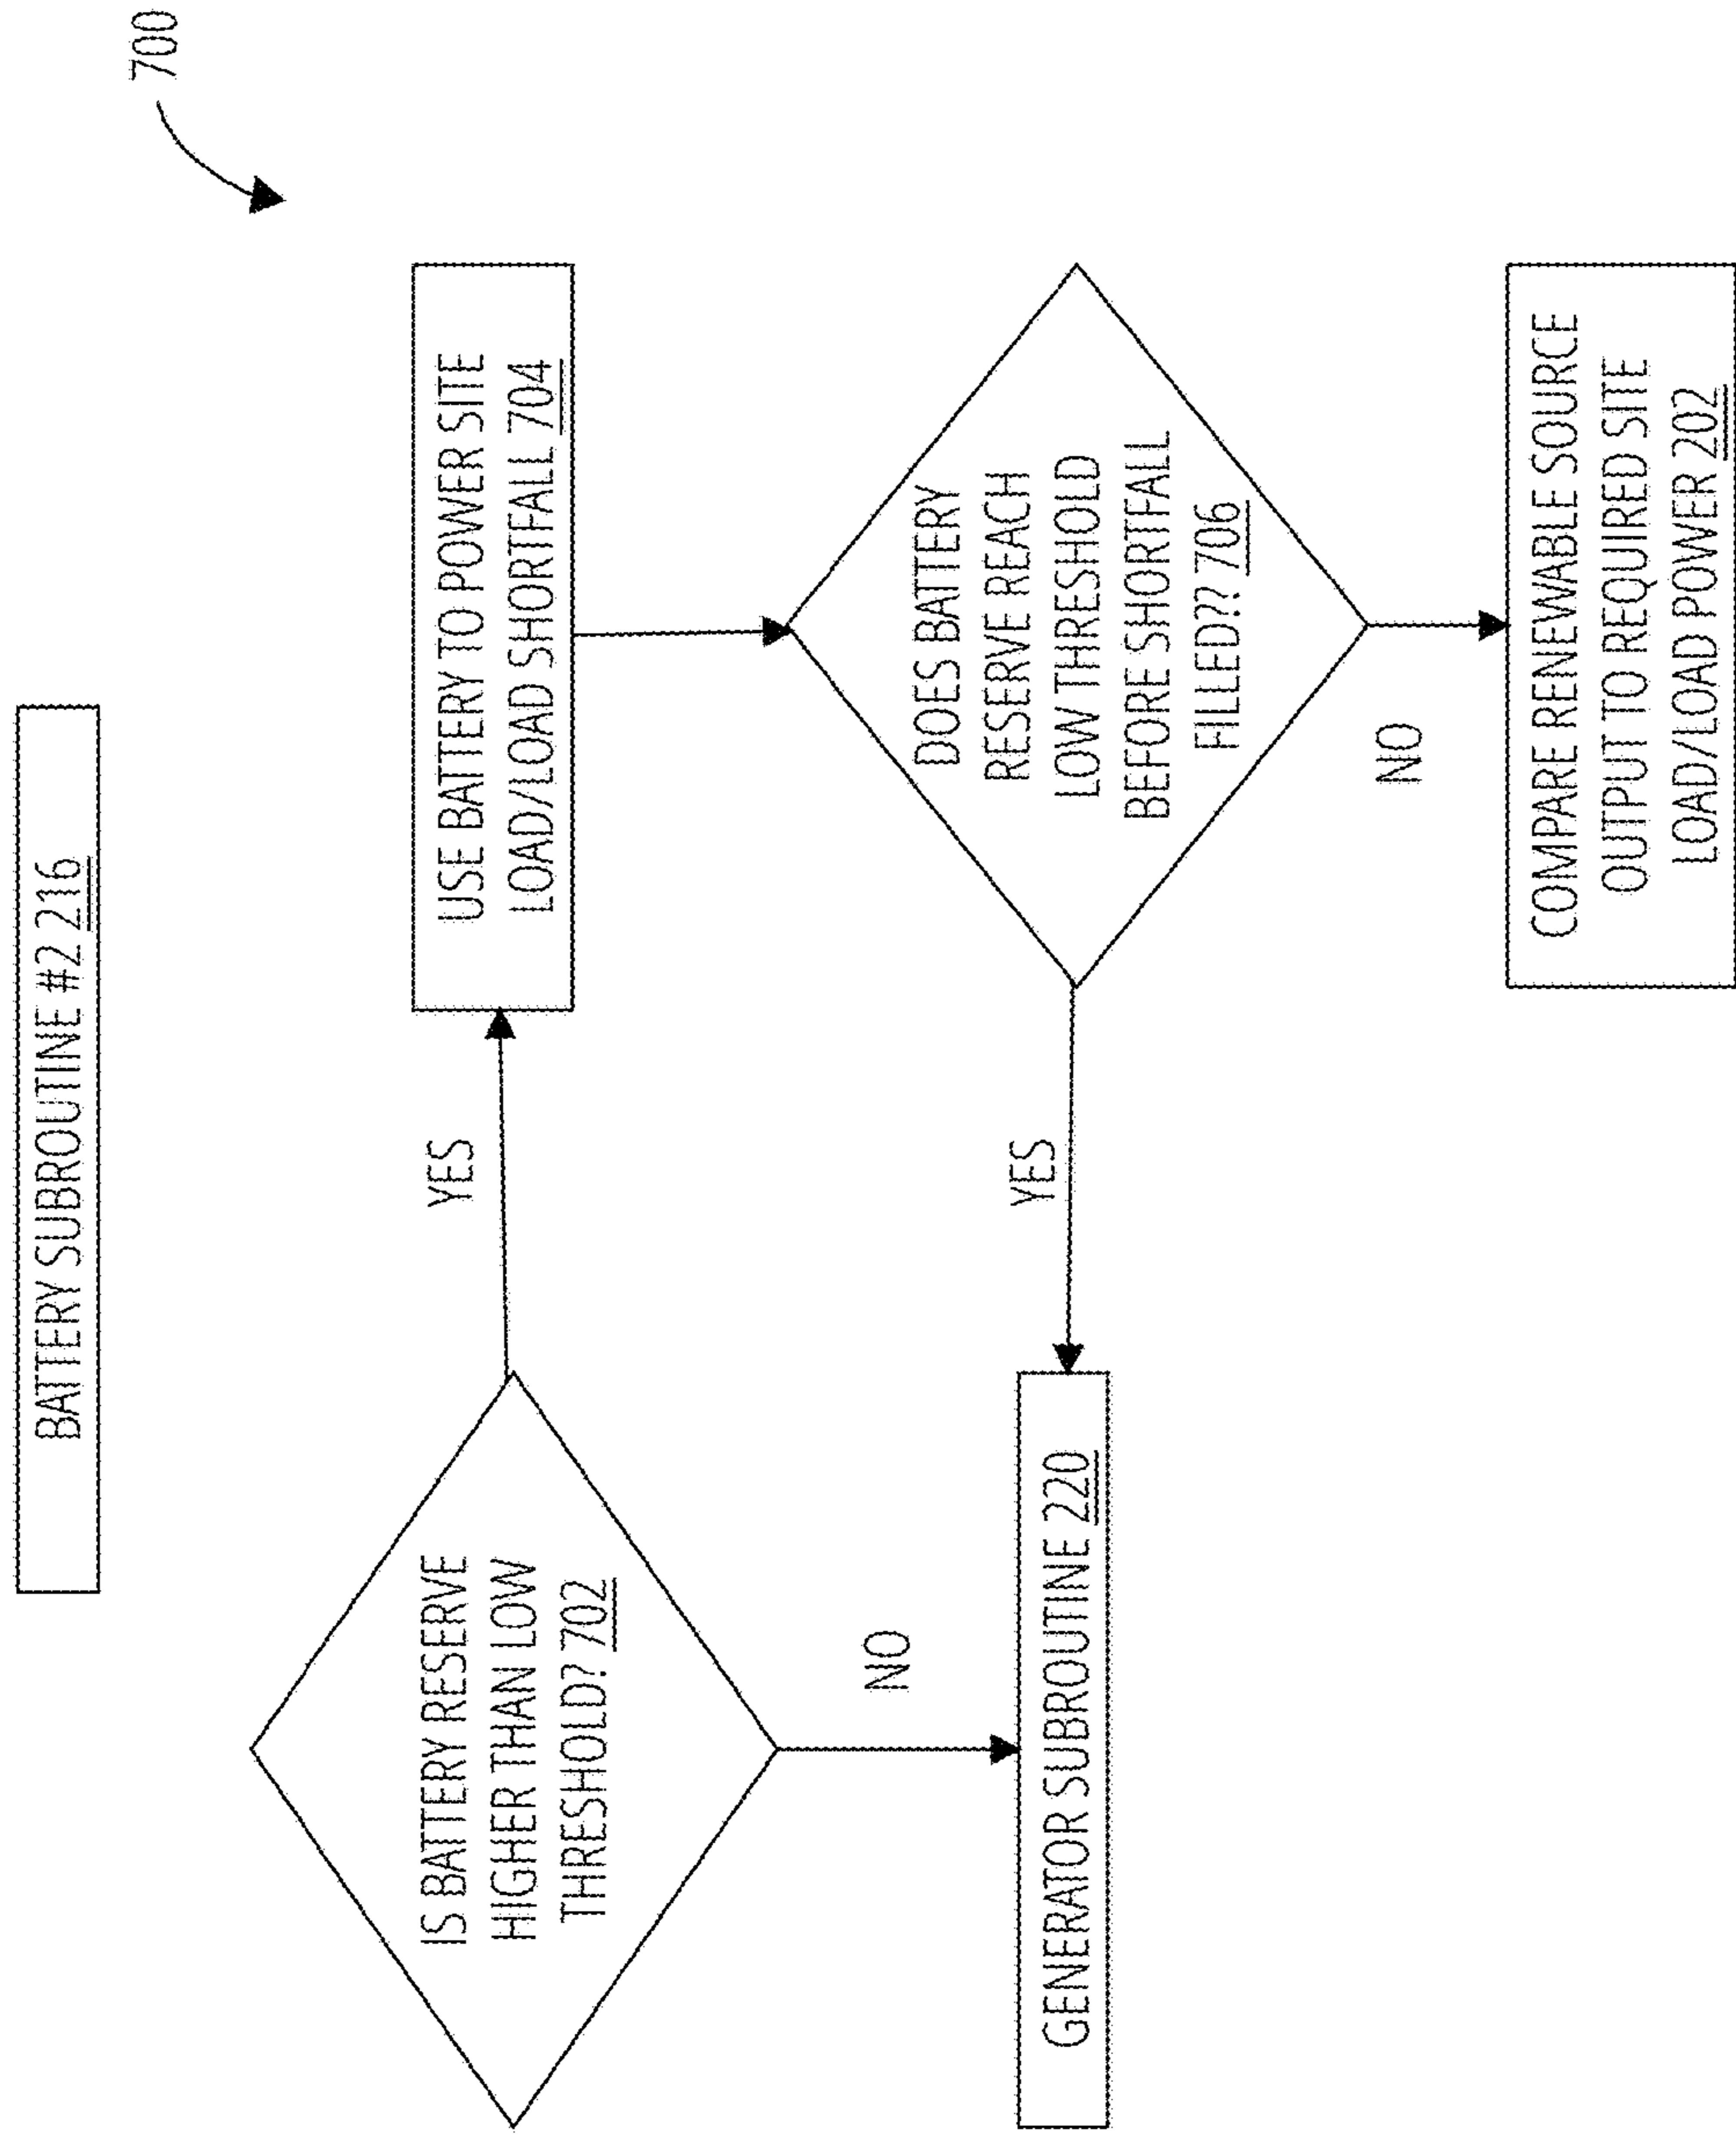 700
BATTERY SUBROUTINE #2 216
IS BATTERY RESERVE
HIGHER THAN LOW
THRESHOLD? 702
YES
USE BATTERY TO POWER SITE
LOAD/LOAD SHORTFALL 704
NO
DOES BATTERY
RESERVE REACH
LOW THRESHOLD
BEFORE SHORTFALL
FILLED?? 706
YES
GENERATOR SUBROUTINE 220
NO
COMPARE RENEWABLE SOURCE
OUTPUT TO REQUIRED SITE
LOAD/LOAD POWER 202